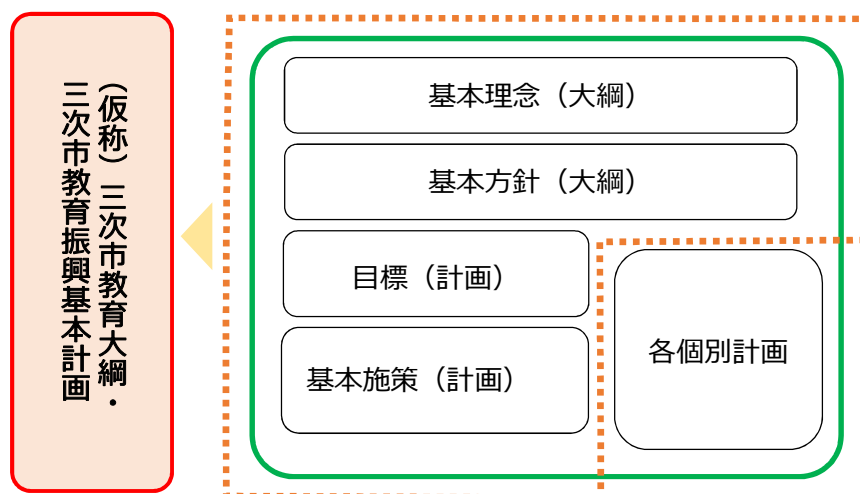 （仮称）三次市教育大綱・
三次市教育振興基本計画
基本理念（大綱）
基本方針（大綱）
目標（計画）
基本施策（計画）
各個別計画